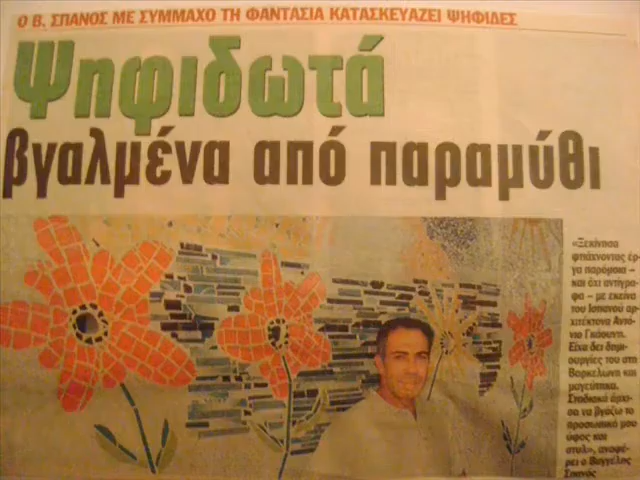 Ο Β. ΣΠΑΝΟΣ ΜΕ ΣΥΜΜΑΧΟ ΤΗ ΦΑΝΤΑΣΙΑ ΚΑΤΑΣΚΕΥΑΖΕΙ ΨΗΦΙΔΕΣ
Ψηφιδωτά
βγαλμένα από παραμύθι
«Ξεκίνησα
φτιάχνοντας έρ-
γα παρόμοια -
και όχι αντίγρα-
φα - με εκείνα
του Ισπανού αρ-
χιτέκτονα Αντο-
νιο Γκάουντι.
Είχα δει δημι-
ουργίες του στη
Βαρκελώνη και
μαγεύτηκα.
Σταδιακά άρχι-
σα να βγάζω το
προσωπικό μου
ύφος και
στυλ», αναφέ-
ρει ο Βαγγέλης
Σπανός